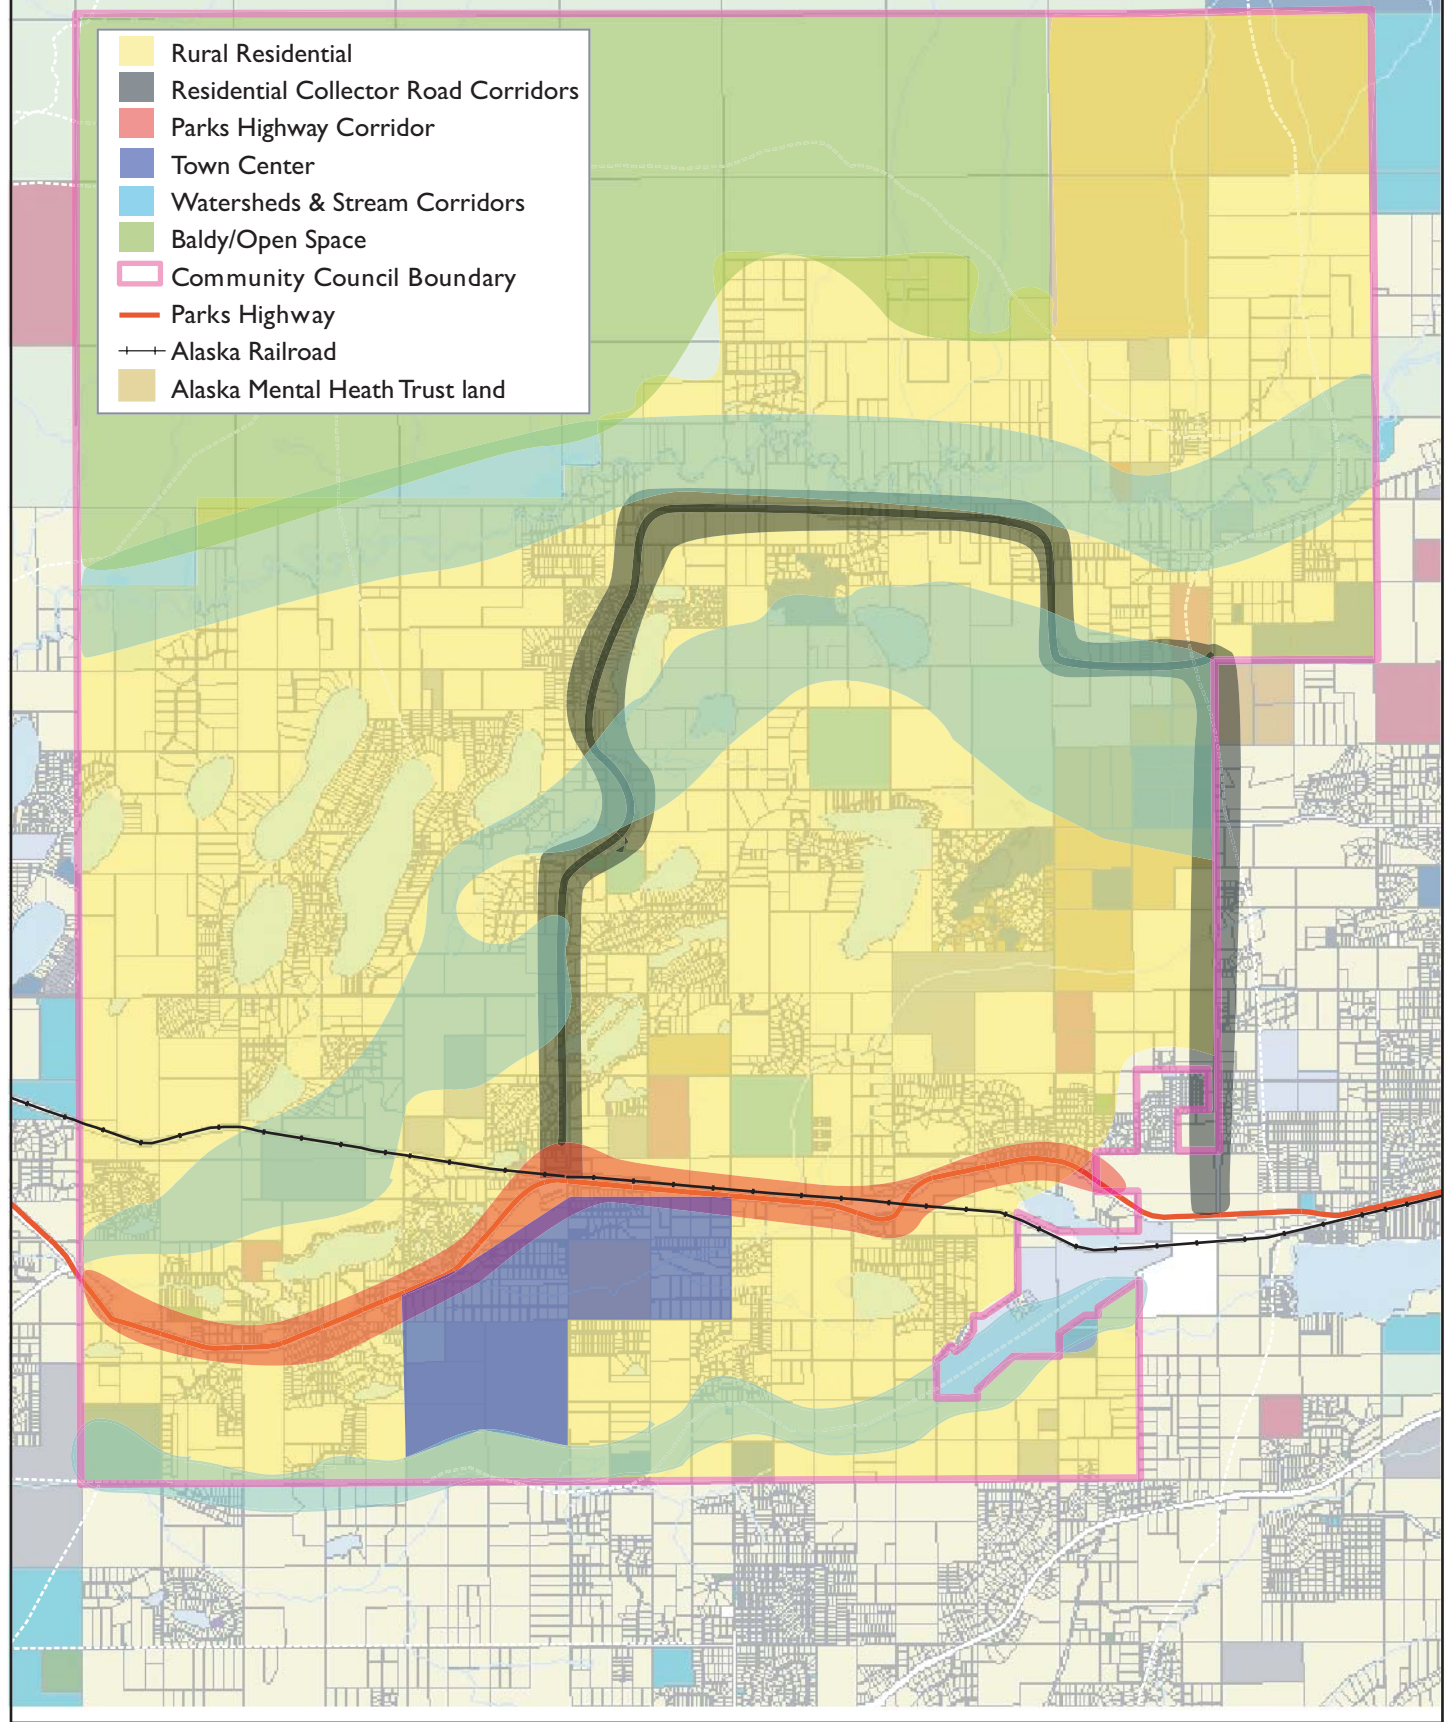 Rural Residential
Residential Collector Road Corridors
Parks Highway Corridor
Town Center
Watersheds & Stream Corridors
Baldy/Open Space
Community Council Boundary
Parks Highway
Alaska Railroad
Alaska Mental Heath Trust land